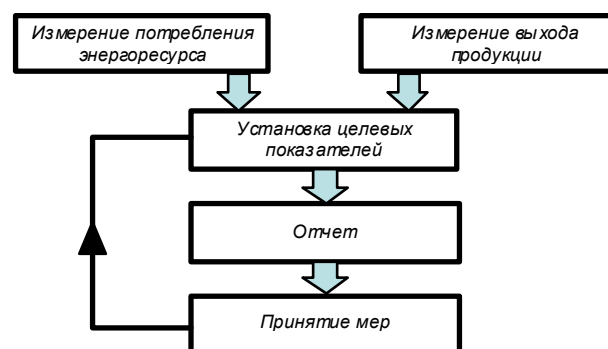 Измерение потребления
энергоресурса
Измерение выхода
продукции
Установка целевых
показателей
Отчет
Принятие мер